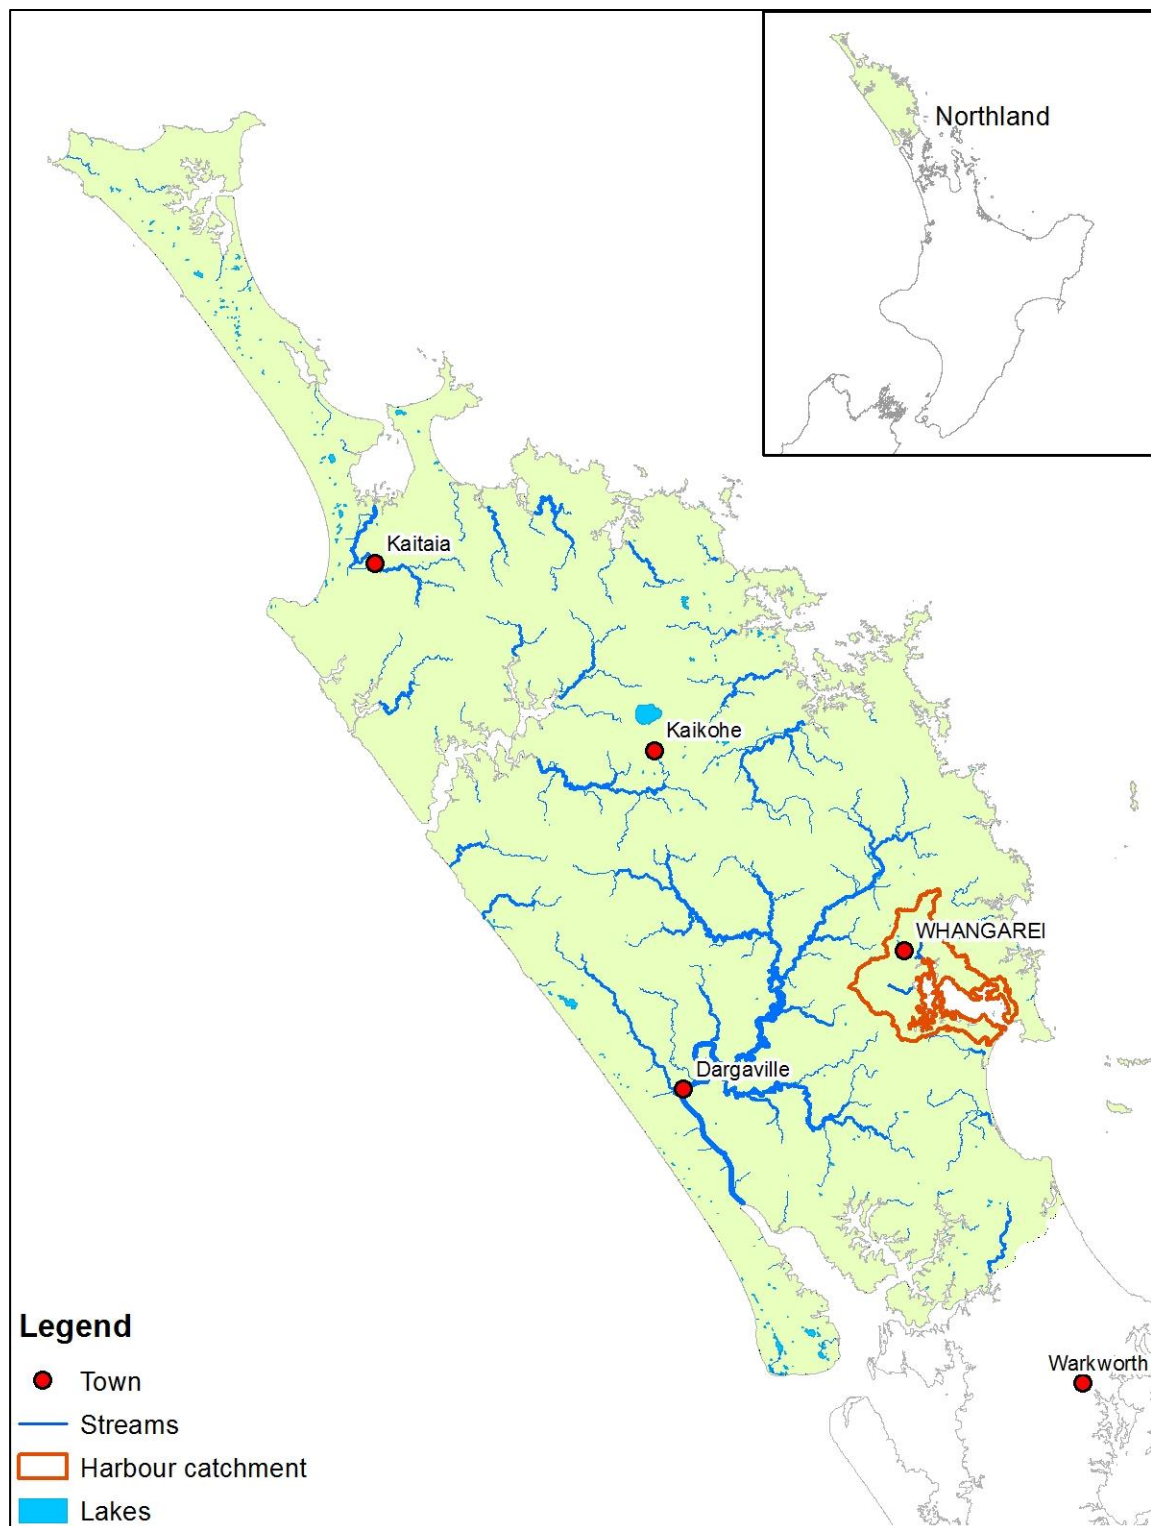 Northland
Kaitaia
Kaikohe
WHANGAREI
Dargaville
Warkworth
Legend
Town
Streams
Harbour catchment
Lakes